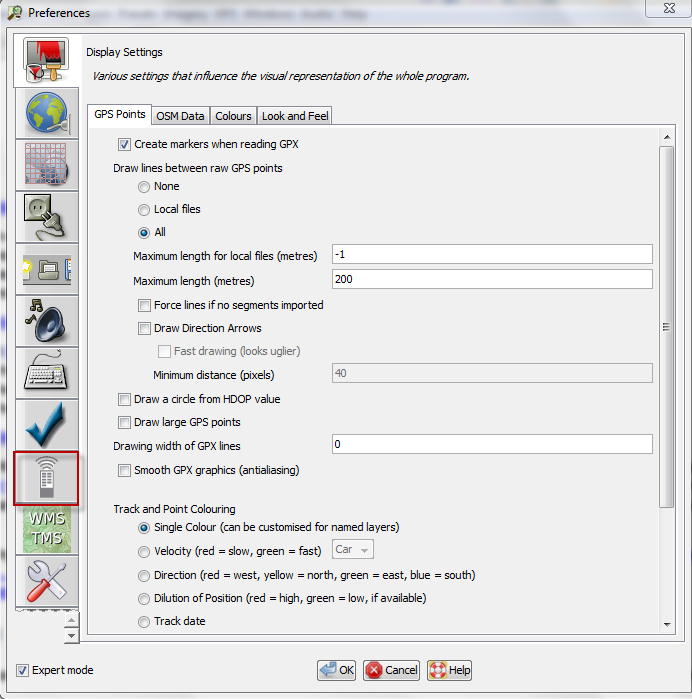 Preferences
Display Settings
Various settings that influence the visual representation of the whole program.
GPS Points OSM Data Colours Look and Feel
Create markers when reading GPX
Draw lines between raw GPS points
None
Local files
All
Maximum length for local files (metres) -1
Maximum length (metres) 200
Force lines if no segments imported
Draw Direction Arrows
Fast drawing (looks uglier)
Minimum distance (pixels) 40
Draw a circle from HDOP value
Draw large GPS points
Drawing width of GPX lines 0
Smooth GPX graphics (antialiasing)
Track and Point Colouring
Single Colour (can be customised for named layers)
Velocity (red = slow, green = fast) Car
Direction (red = west, yellow = north, green = east, blue = south)
Dilution of Position (red = high, green = low, if available)
Track date
WMS
TMS
Expert mode
OK Cancel Help